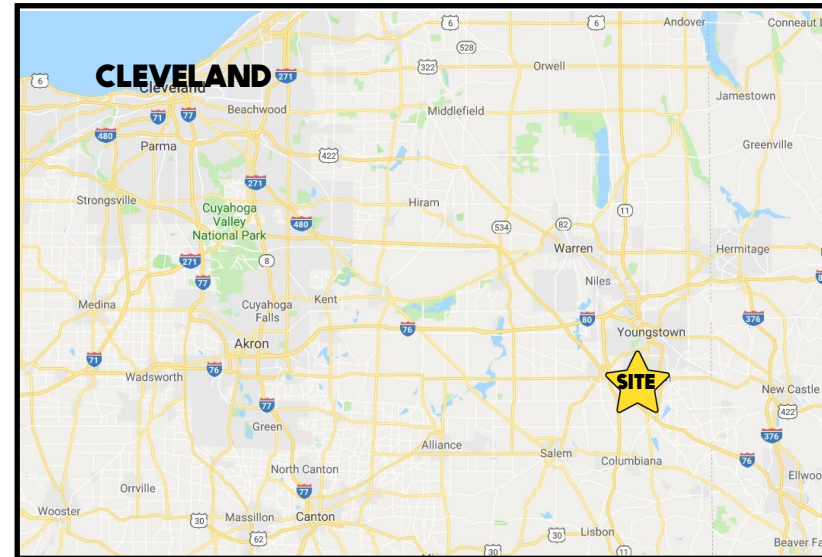 6
6
Andover
Conneaut L
528
322
Orwell
CLEVELAND
271
6
Cleveland
Jamestown
71
77
Beachwood
Middlefield
480
Parma
422
Greenville
271
Strongsville
Hiram
Cuyahoga
Valley
National Park
480
534
82
11
Warren
Hermitage
271
8
77
Niles
Medina
Cuyahoga
Falls
Kent
80
376
76
Youngstown
Akron
71
76
Wadsworth
SITE
New Castle
77
422
Green
376
Alliance
Salem
Columbiana
76
North Canton
Ellwoo
77
Orrville
Wooster
30
Massillon
Canton
62
30
Lisbon
30
11
Beaver Fa